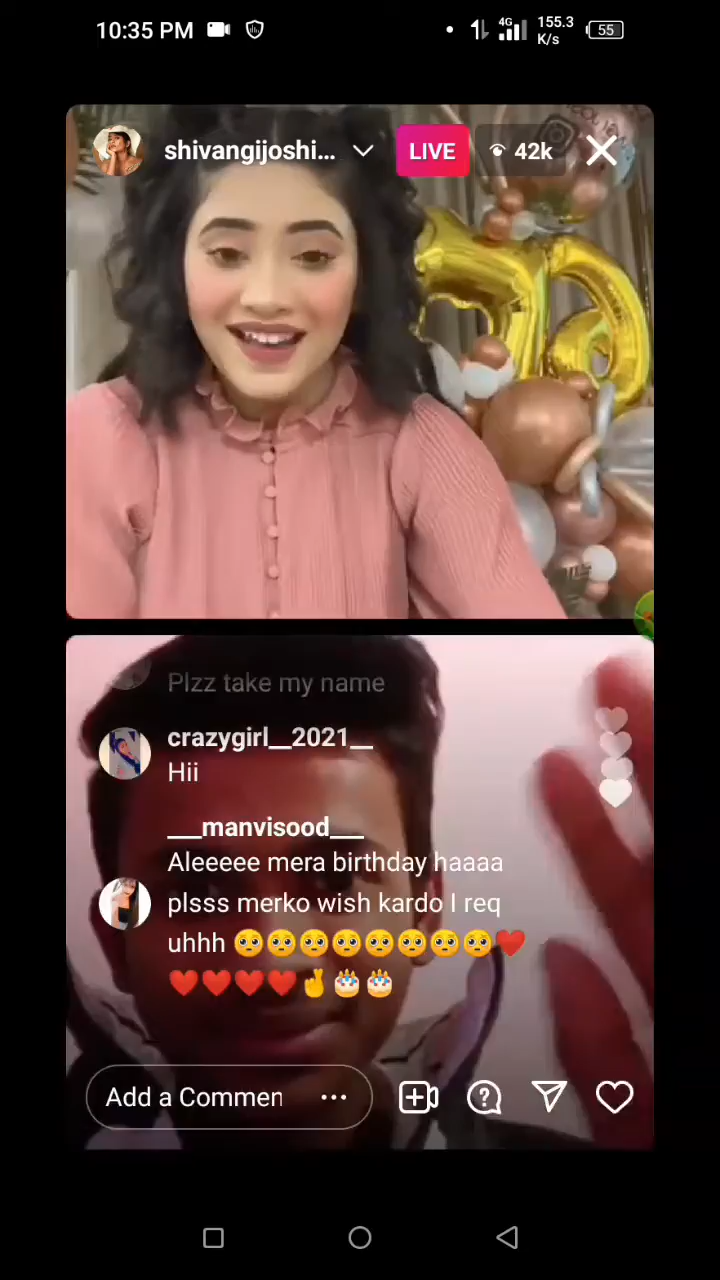 10:35 PM
4G
155.3
K/s
55
shivangijoshi...
LIVE
42k
Plzz take my name
crazygirl__2021__
Hii
___manvisood___
Aleeeee mera birthday haaaa
plsss merko wish kardo I req
uhhh 🥺🥺🥺🥺🥺🥺🥺🥺❤️
❤️❤️❤️❤️🤞🎂🎂
Add a Commen